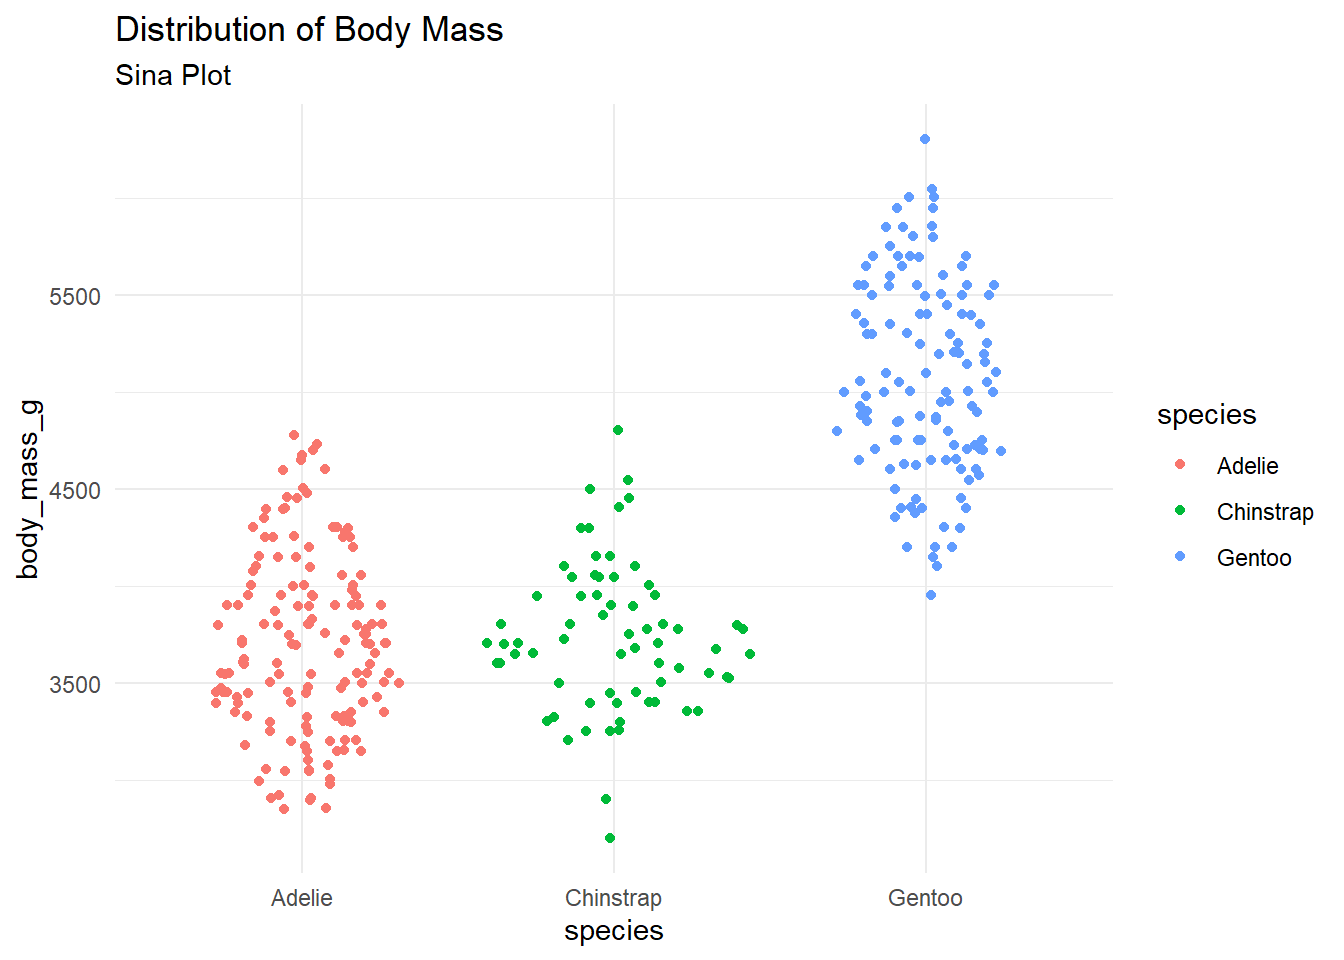 Distribution of Body Mass
Sina Plot
body_mass_g
5500
4500
3500
Adelie
Chinstrap
Gentoo
species
species
Adelie
Chinstrap
Gentoo